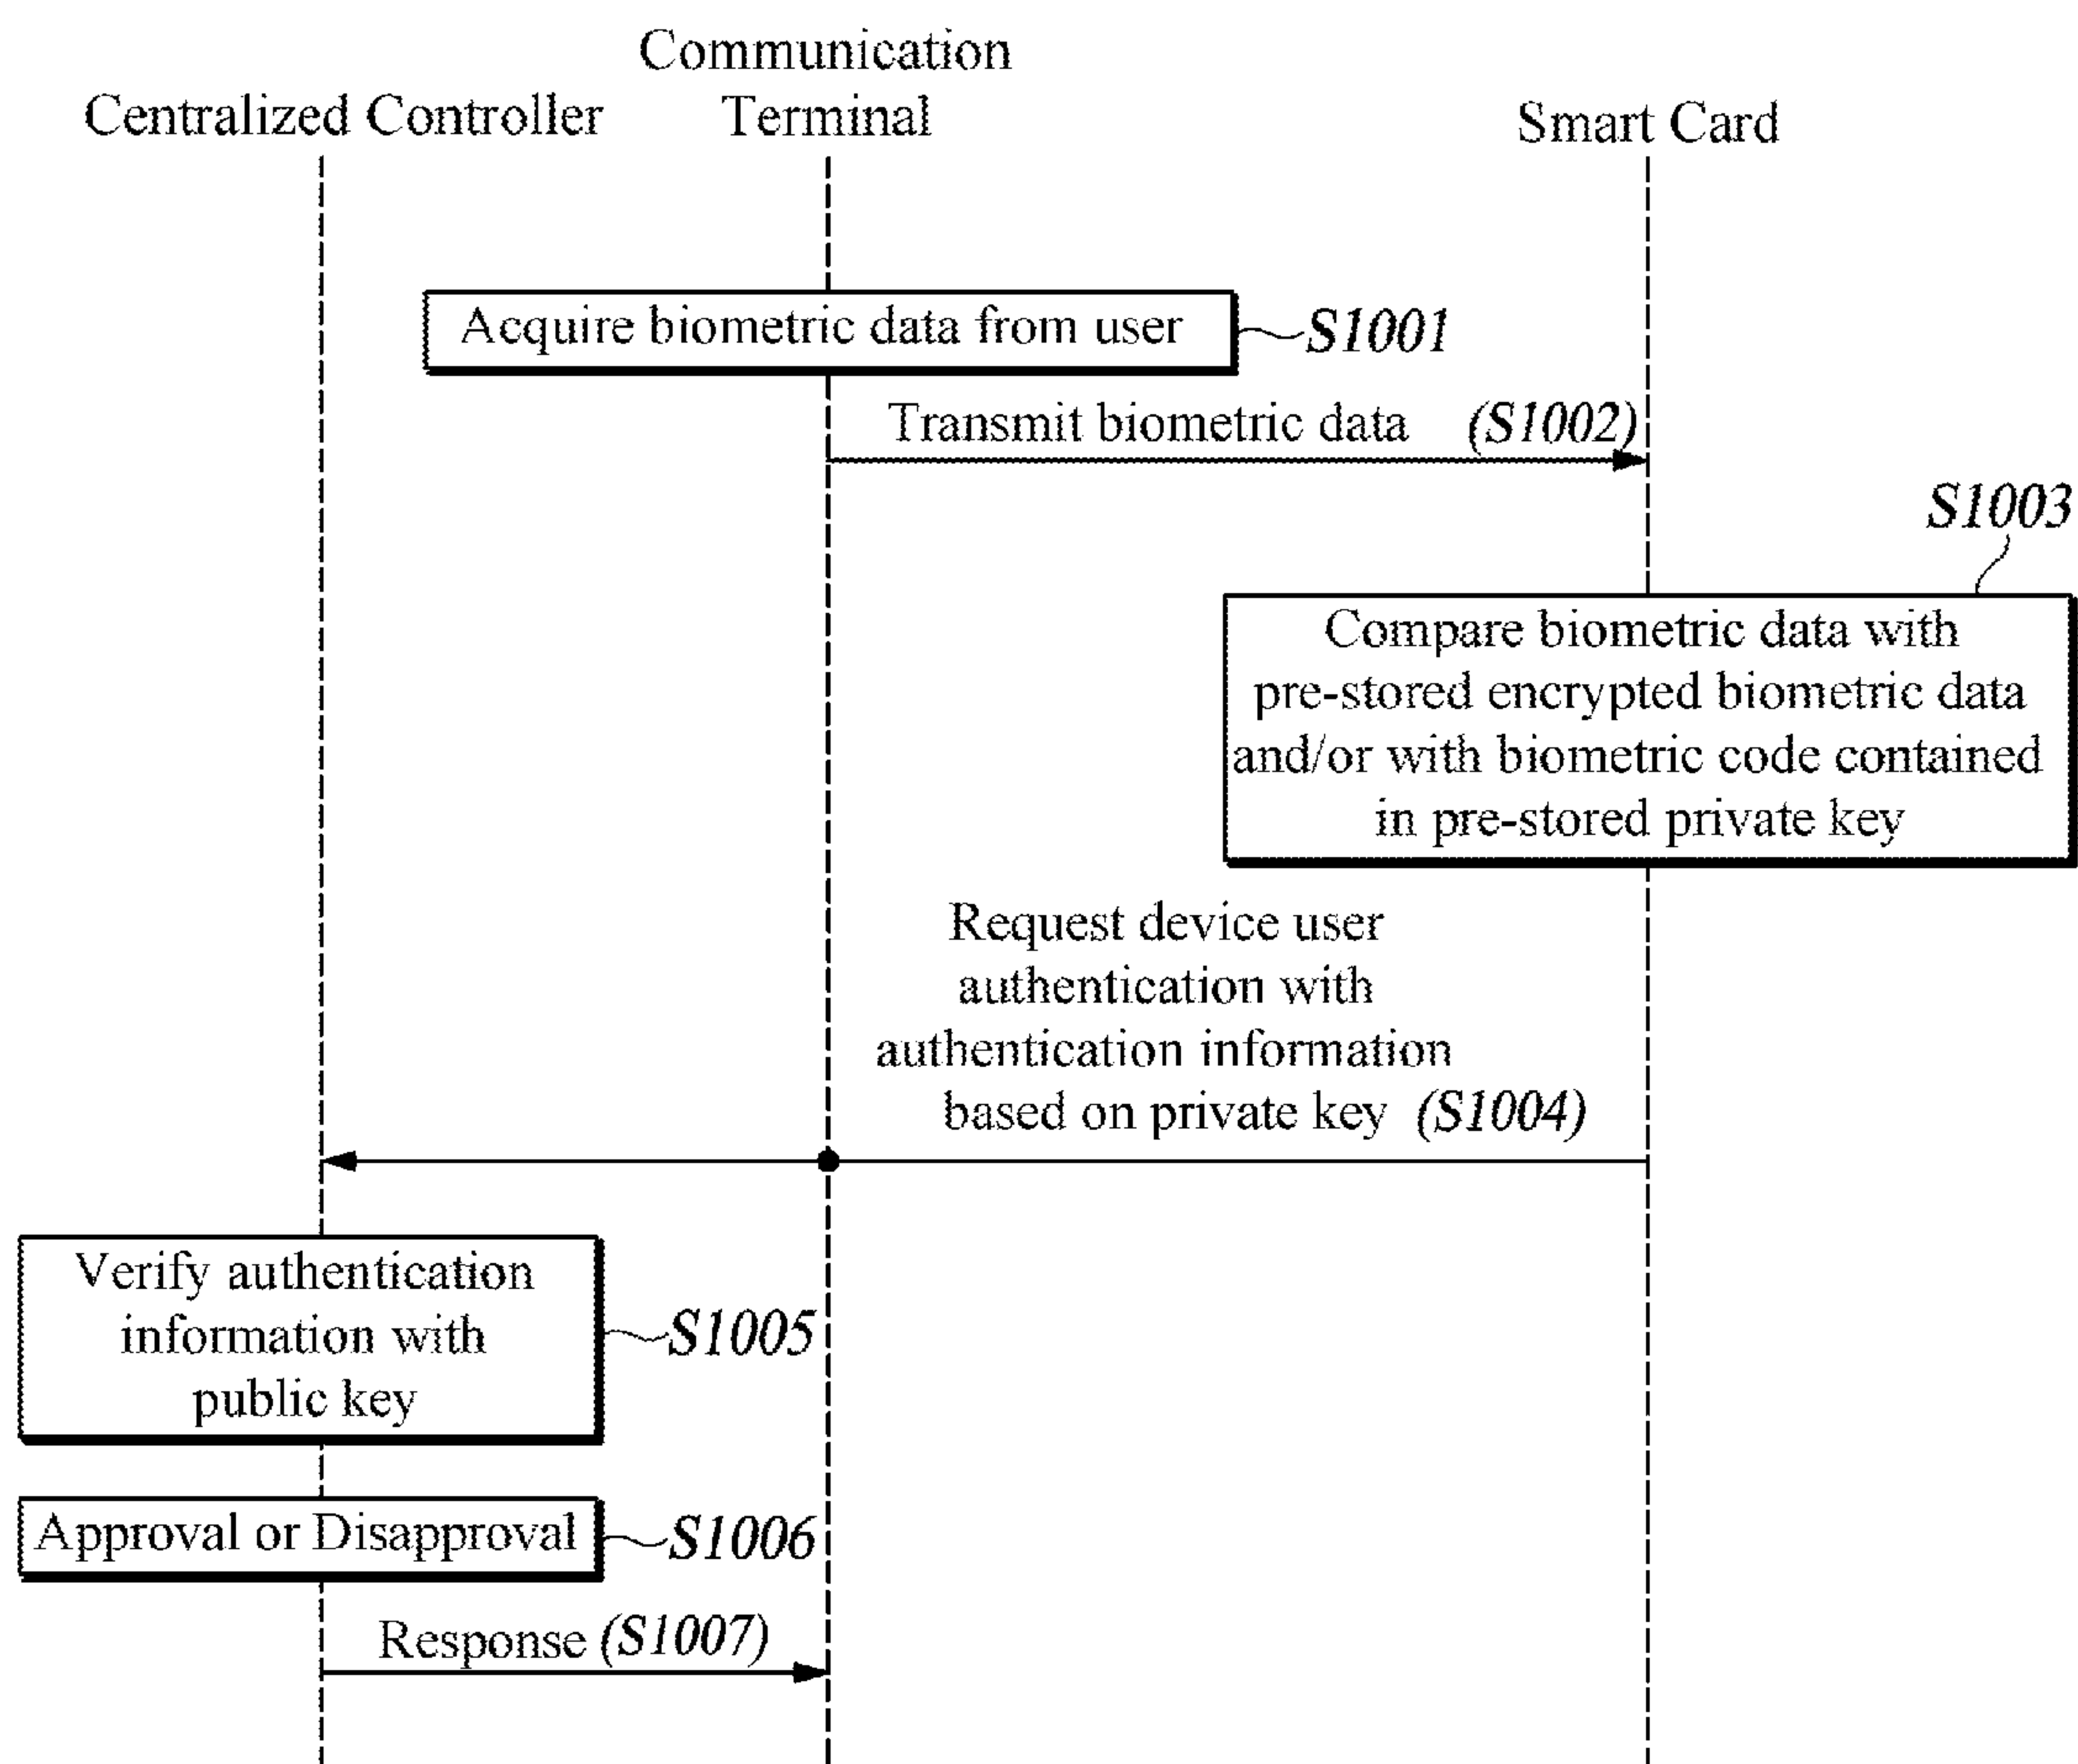 Communication
Centralized Controller
Terminal
Smart Card
Acquire biometric data from user
S1001
Transmit biometric data (S1002)
S1003
Compare biometric data with
pre-stored encrypted biometric data
and/or with biometric code contained
in pre-stored private key
Request device user
authentication with
authentication information
based on private key (S1004)
Verify authentication
information with
public key
S1005
Approval or Disapproval
S1006
Response (S1007)